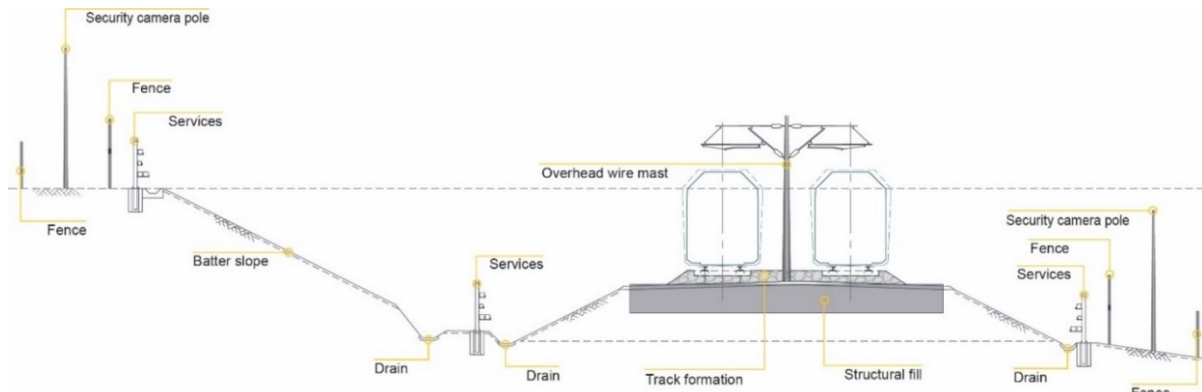 Security camera pole
Fence
Services
Overhead wire mast
Security camera pole
Fence
Fence
Batter slope
Services
Services
Drain
Drain
Track formation
Structural fill
Drain
Fence